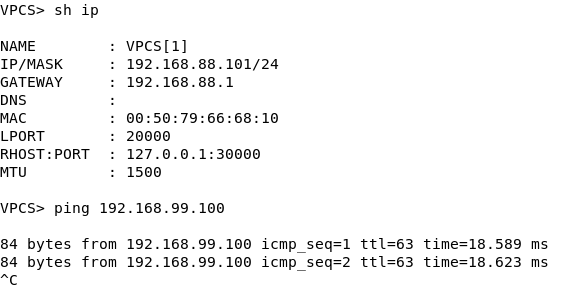 VPCS> sh ip
NAME        : VPCS[1]
IP/MASK     : 192.168.88.101/24
GATEWAY     : 192.168.88.1
DNS         :
MAC         : 00:50:79:66:68:10
LPORT       : 20000
RHOST:PORT  : 127.0.0.1:30000
MTU         : 1500
VPCS> ping 192.168.99.100
84 bytes from 192.168.99.100 icmp_seq=1 ttl=63 time=18.589 ms
84 bytes from 192.168.99.100 icmp_seq=2 ttl=63 time=18.623 ms
^C